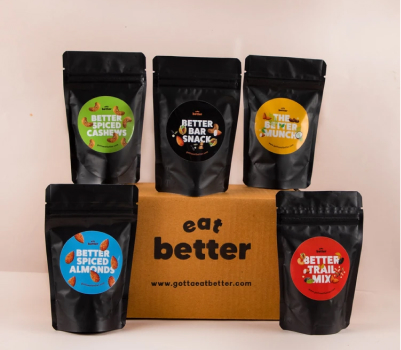 BETTER
SPICED
CASHEWS
BETTER
BAR
SNACK
THE
BETTER
MUNCH
eat
better
www.gottaeatbetter.com
BETTER
SPICED
ALMONDS
BETTER
TRAIL
MIX